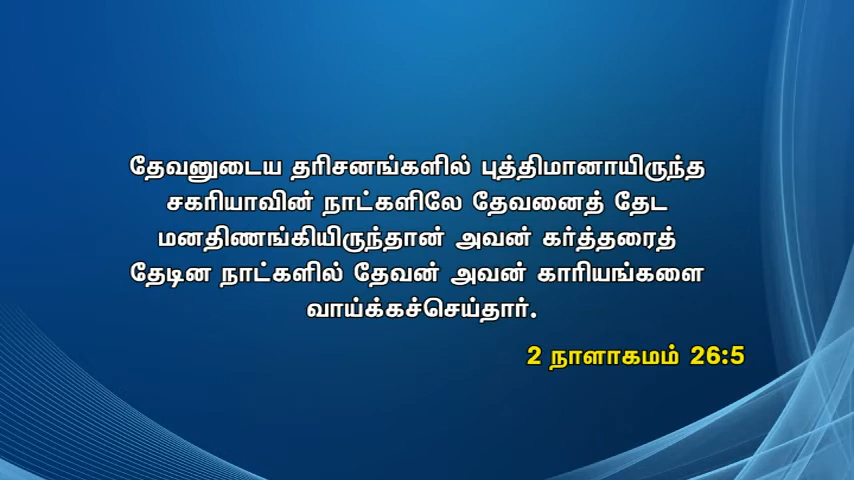 தேவனுடைய தரிசனங்களில் புத்திமானாயிருந்த
சகரியாவின் நாட்களிலே தேவனைத் தேட
மனதிணங்கியிருந்தான் அவன் கர்த்தரைத்
தேடின நாட்களில் தேவன் அவன் காரியங்களை
வாய்க்கச்செய்தார்.
2 நாளாகமம் 26:5